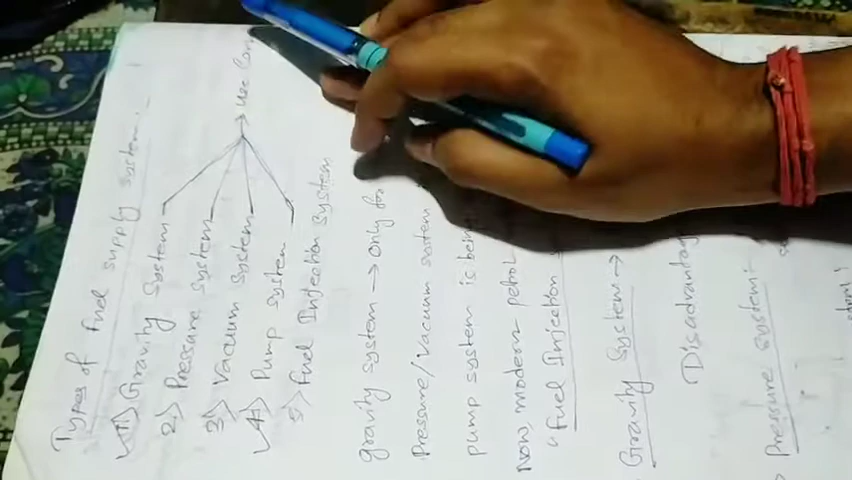 Types of fuel supply system.
1) Gravity System
2) Pressure system
3) Vacuum system → use
4) Pump system
5) Fuel Injection System
gravity system → only for
Pressure/Vacuum system
pump system is being
Now, modern petrol
"Fuel Injection
Gravity System →
Disadvantag
Pressure system: